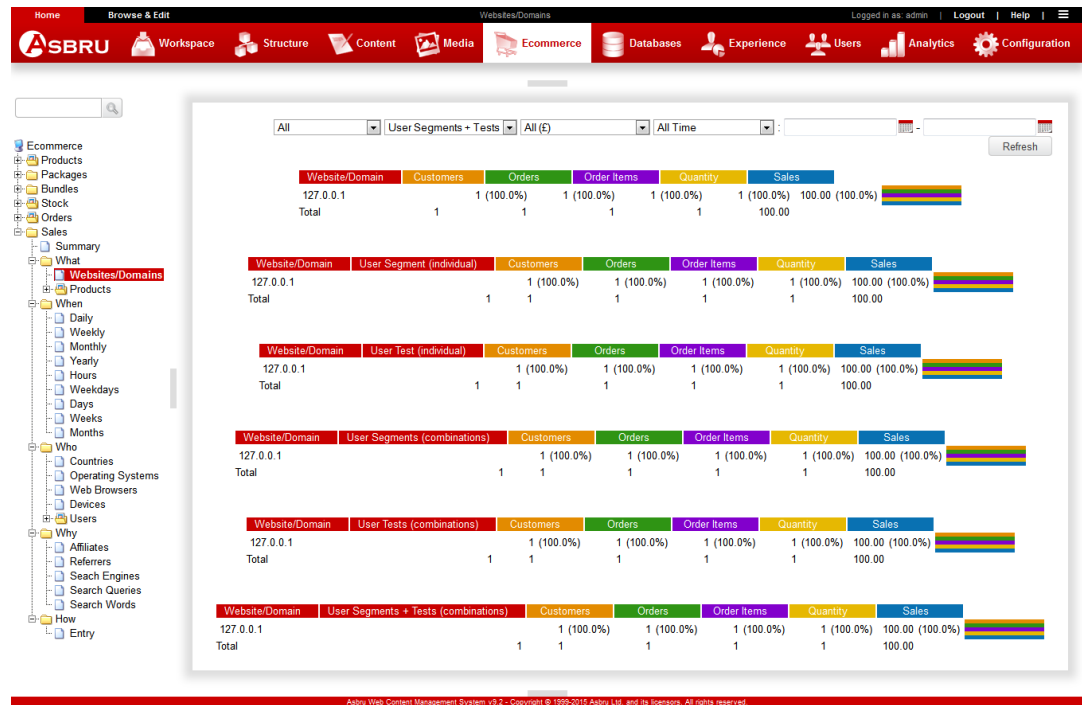 Home Browse & Edit Websites/Domains Logged in as: admin | Logout | Help |
ASBRU Workspace Structure Content Media Ecommerce Databases Experience Users Analytics Configuration
All User Segments + Tests All (£) All Time : -
Refresh
Ecommerce
Products
Packages
Bundles
Stock
Orders
Sales
Summary
What
Websites/Domains
Products
When
Daily
Weekly
Monthly
Yearly
Hours
Weekdays
Days
Weeks
Months
Who
Countries
Operating Systems
Web Browsers
Devices
Users
Why
Affiliates
Referrers
Seach Engines
Search Queries
Search Words
How
Entry
Website/Domain Customers Orders Order Items Quantity Sales
127.0.0.1 1 (100.0%) 1 (100.0%) 1 (100.0%) 1 (100.0%) 100.00 (100.0%)
Total 1 1 1 1 100.00
Website/Domain User Segment (individual) Customers Orders Order Items Quantity Sales
127.0.0.1 1 (100.0%) 1 (100.0%) 1 (100.0%) 1 (100.0%) 100.00 (100.0%)
Total 1 1 1 1 1 100.00
Website/Domain User Test (individual) Customers Orders Order Items Quantity Sales
127.0.0.1 1 (100.0%) 1 (100.0%) 1 (100.0%) 1 (100.0%) 100.00 (100.0%)
Total 1 1 1 1 1 100.00
Website/Domain User Segments (combinations) Customers Orders Order Items Quantity Sales
127.0.0.1 1 (100.0%) 1 (100.0%) 1 (100.0%) 1 (100.0%) 100.00 (100.0%)
Total 1 1 1 1 1 100.00
Website/Domain User Tests (combinations) Customers Orders Order Items Quantity Sales
127.0.0.1 1 (100.0%) 1 (100.0%) 1 (100.0%) 1 (100.0%) 100.00 (100.0%)
Total 1 1 1 1 1 100.00
Website/Domain User Segments + Tests (combinations) Customers Orders Order Items Quantity Sales
127.0.0.1 1 (100.0%) 1 (100.0%) 1 (100.0%) 1 (100.0%) 100.00 (100.0%)
Total 1 1 1 1 1 100.00
Asbru Web Content Management System v9.2 - Copyright © 1999-2015 Asbru Ltd. and its licensors. All rights reserved.